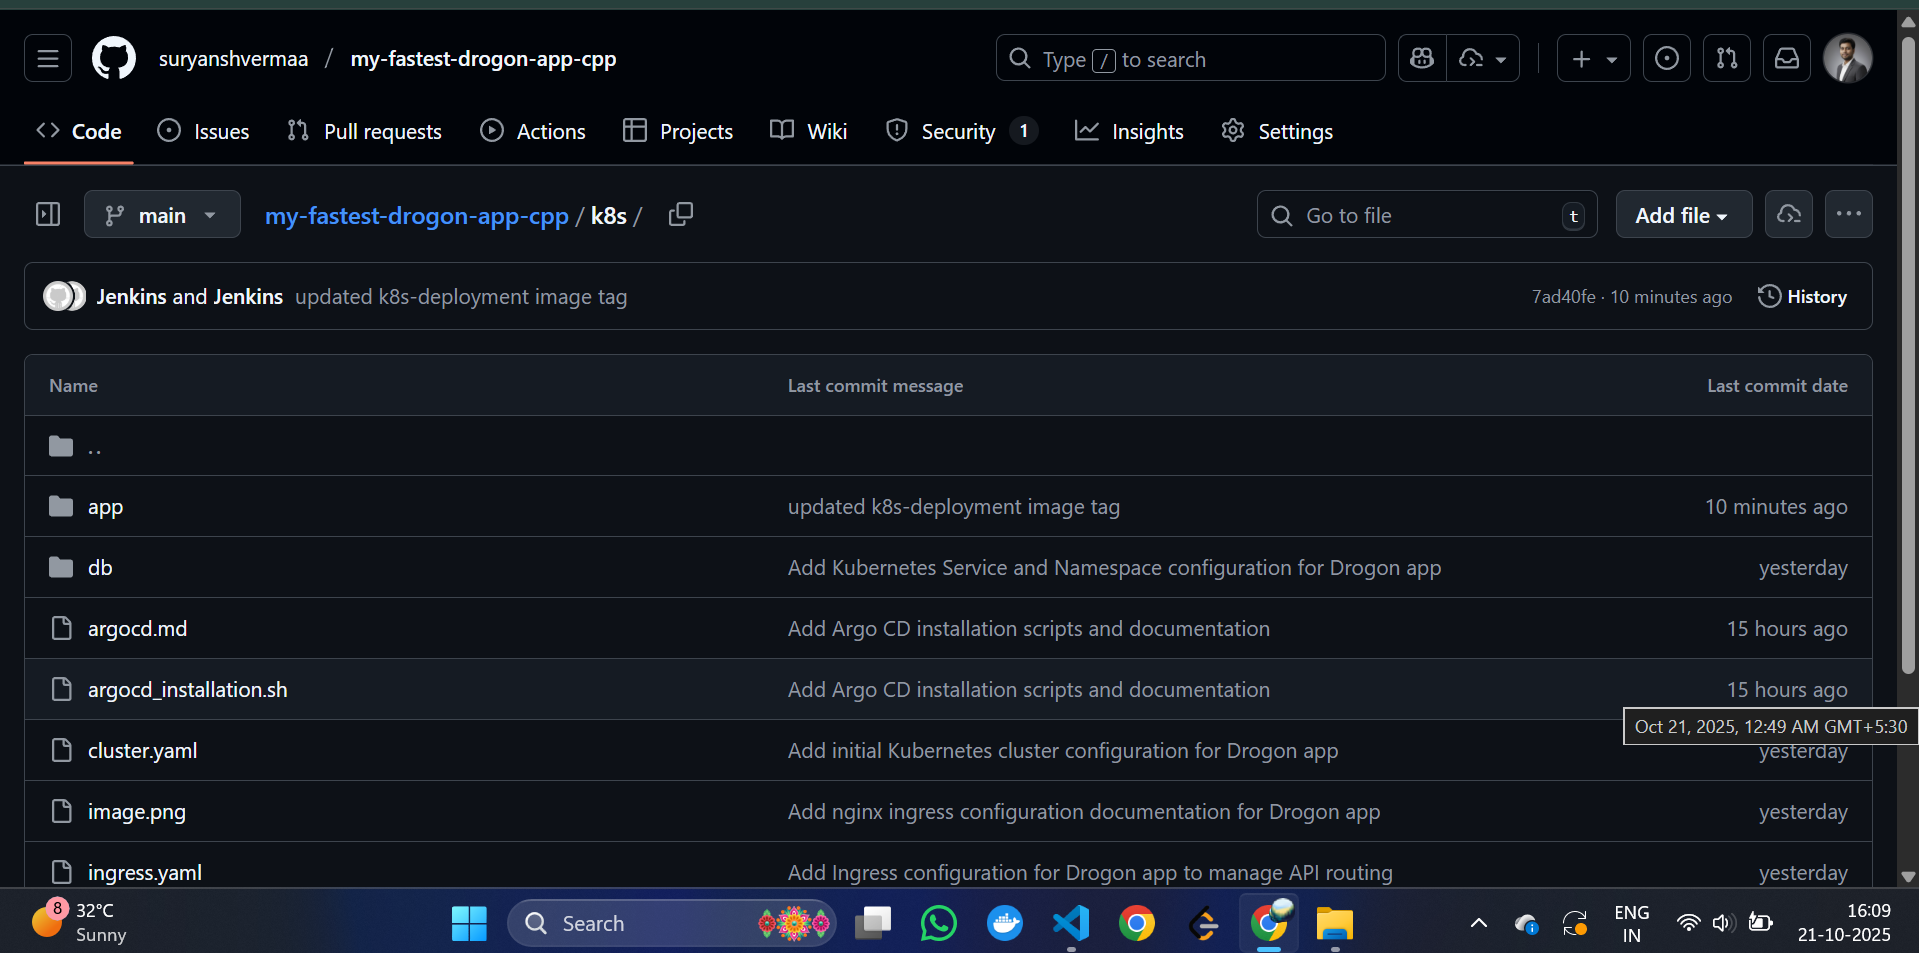 suryanshvermaa / my-fastest-drogon-app-cpp
Type / to search
Code
Issues
Pull requests
Actions
Projects
Wiki
Security 1
Insights
Settings
main
my-fastest-drogon-app-cpp / k8s /
Go to file
t
Add file
Jenkins and Jenkins updated k8s-deployment image tag
7ad40fe · 10 minutes ago
History
Name
Last commit message
Last commit date
..
app
updated k8s-deployment image tag
10 minutes ago
db
Add Kubernetes Service and Namespace configuration for Drogon app
yesterday
argocd.md
Add Argo CD installation scripts and documentation
15 hours ago
argocd_installation.sh
Add Argo CD installation scripts and documentation
15 hours ago
Oct 21, 2025, 12:49 AM GMT+5:30
cluster.yaml
Add initial Kubernetes cluster configuration for Drogon app
yesterday
image.png
Add nginx ingress configuration documentation for Drogon app
yesterday
ingress.yaml
Add Ingress configuration for Drogon app to manage API routing
yesterday
8
32°C
Sunny
Search
ENG
IN
16:09
21-10-2025